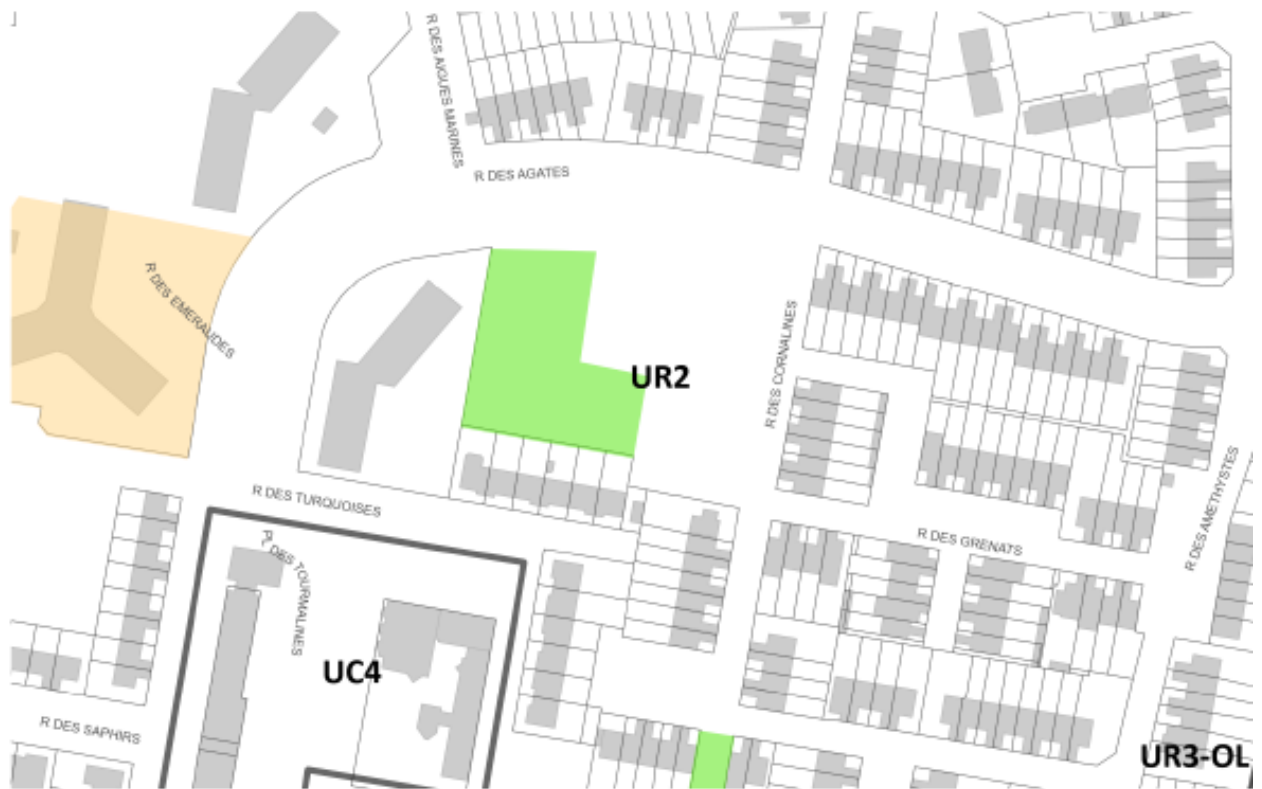 R DES AIGUES MARINES
R DES AGATES
R DES EMERAUDES
R DES CORNALINES
UR2
R DES AMETHYSTES
R DES TURQUOISES
R DES GRENATS
PL DES TOURMALINES
UC4
R DES SAPHIRS
UR3-OL